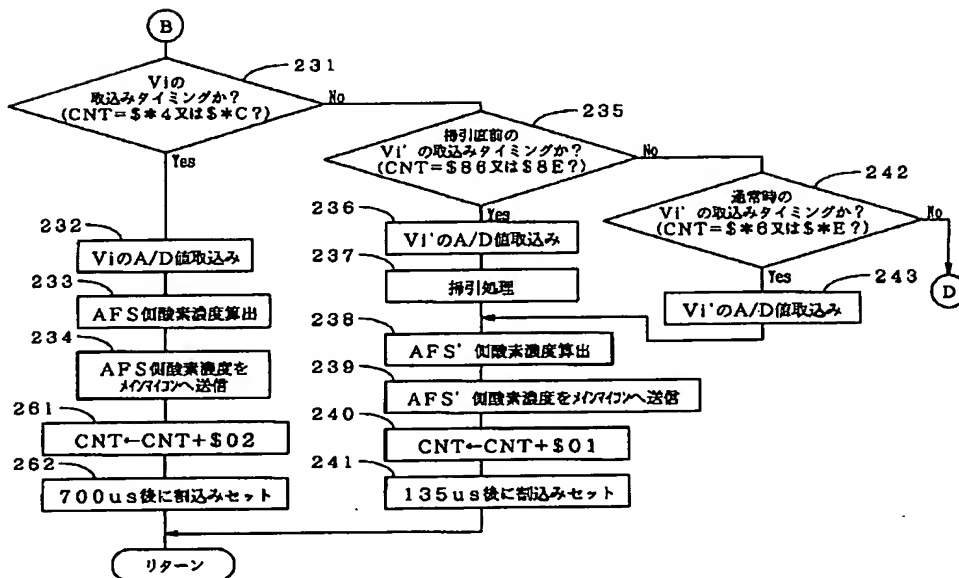 B
231
Viの
取込みタイミングか?
(CNT=$*4又は$*C?)
No
Yes
235
掃引直前の
Vi'の取込みタイミングか?
(CNT=$86又は$8E?)
No
Yes
242
通常時の
Vi'の取込みタイミングか?
(CNT=$*6又は$*E?)
No
Yes
D
232
ViのA/D値取込み
233
AFS側酸素濃度算出
234
AFS側酸素濃度を
メインマイコンへ送信
261
CNT←CNT+$02
262
700us後に割込みセット
236
Vi'のA/D値取込み
237
掃引処理
243
Vi'のA/D値取込み
238
AFS'側酸素濃度算出
239
AFS'側酸素濃度をメインマイコンへ送信
240
CNT←CNT+$01
241
135us後に割込みセット
リターン